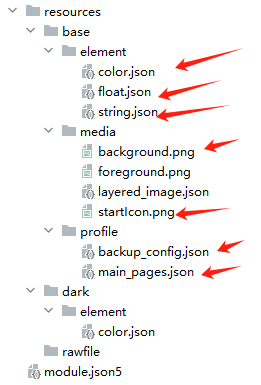 resources
base
element
color.json
float.json
string.json
media
background.png
foreground.png
layered_image.json
startIcon.png
profile
backup_config.json
main_pages.json
dark
element
color.json
rawfile
module.json5